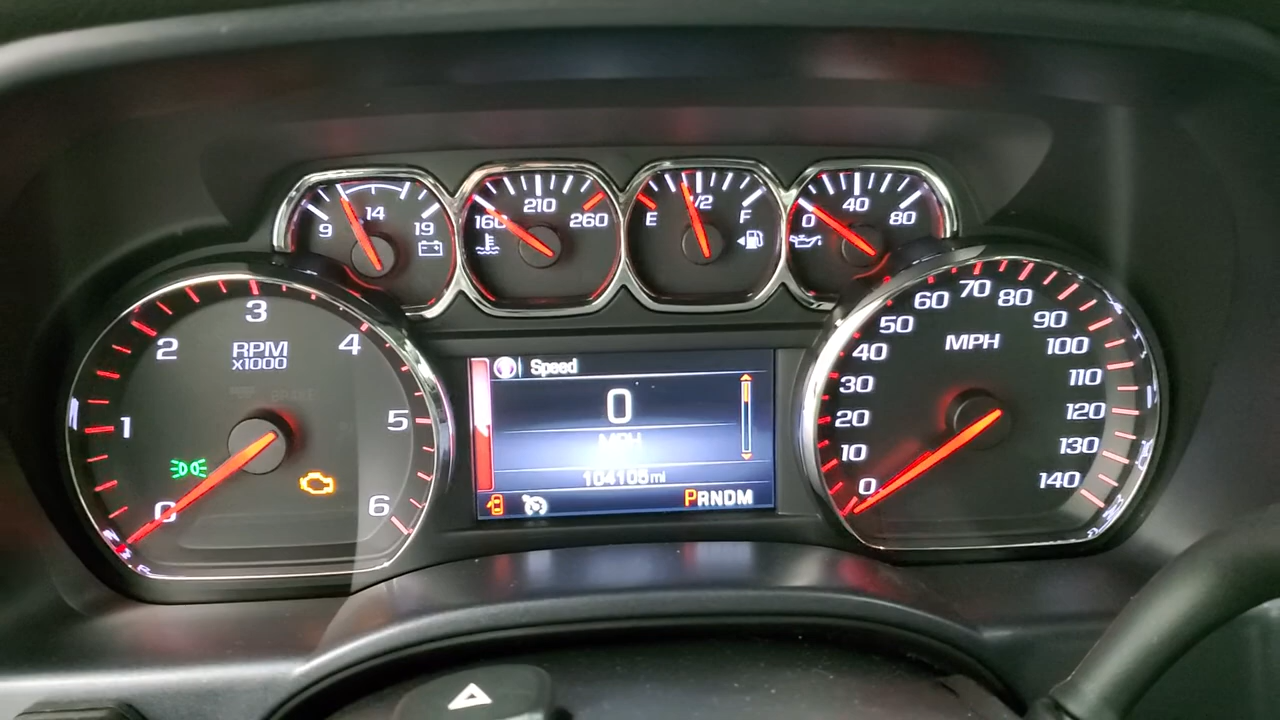 9 14 19
160 210 260
E 1/2 F
0 40 80
0 1 2 3 4 5 6
RPM
x1000
Speed
0
MPH
104105mi
PRNDM
0 10 20 30 40 50 60 70 80 90 100 110 120 130 140
MPH